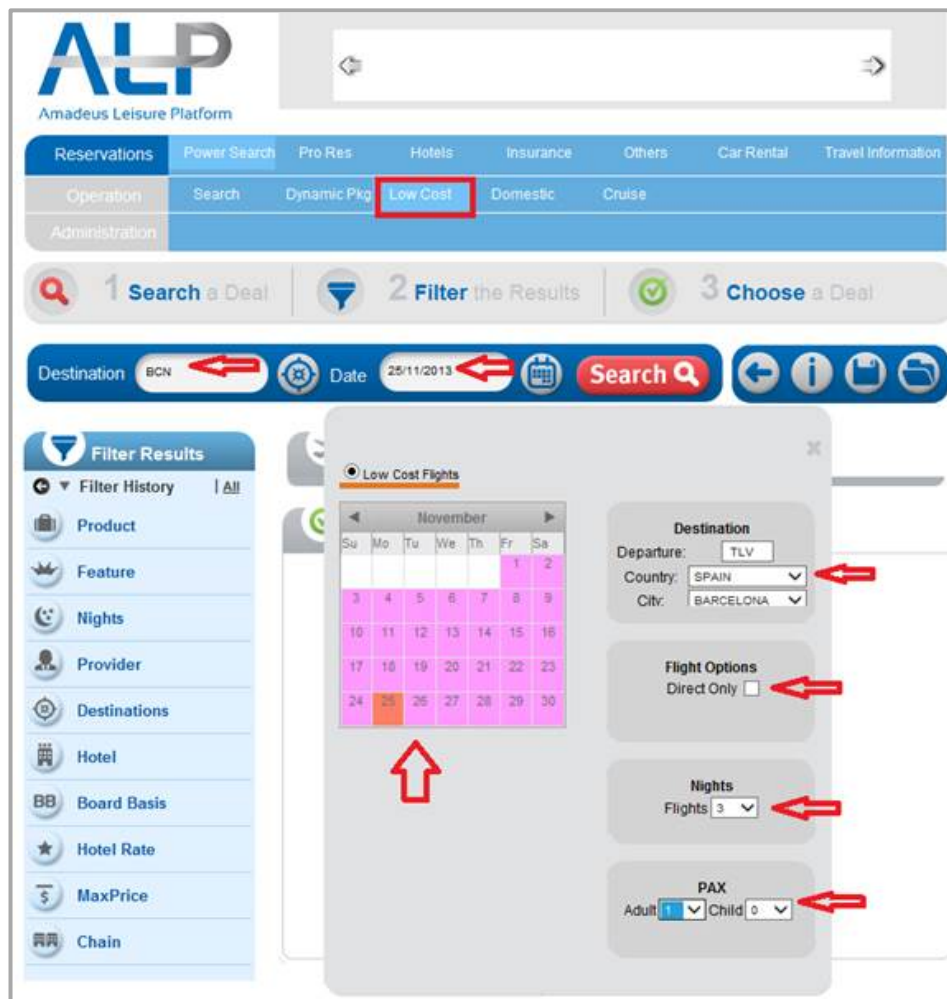 ALP
Amadeus Leisure Platform
Reservations Power Search Pro Res Hotels Insurance Others Car Rental Travel Information
Operation Search Dynamic Pkg Low Cost Domestic Cruise
Administration
1 Search a Deal 2 Filter the Results 3 Choose a Deal
Destination BCN Date 25/11/2013 Search
Filter Results
Filter History | All
Product
Feature
Nights
Provider
Destinations
Hotel
BB Board Basis
Hotel Rate
$ MaxPrice
Chain
Low Cost Flights
November
Su Mo Tu We Th Fr Sa
1 2
3 4 5 6 7 8 9
10 11 12 13 14 15 16
17 18 19 20 21 22 23
24 25 26 27 28 29 30
Destination
Departure: TLV
Country: SPAIN
City: BARCELONA
Flight Options
Direct Only
Nights
Flights 3
PAX
Adult 1 Child 0